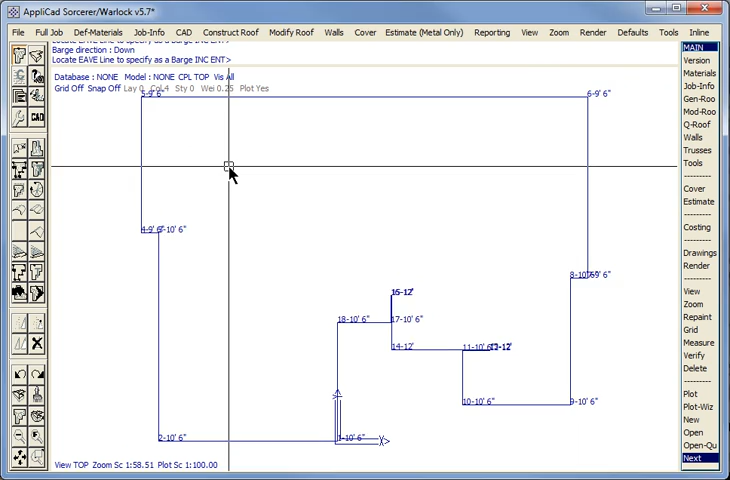 AppliCad Sorcerer/Warlock v5.7*
File Full Job Def-Materials Job-Info CAD Construct Roof Modify Roof Walls Cover Estimate (Metal Only) Reporting View Zoom Render Defaults Tools Inline
Barge direction : Down
Locate EAVE Line to specify as a Barge INC ENT>
Database : NONE Model : NONE CPL TOP Vis All
Grid Off Snap Off Lay 0 Col.4 Sty 0 Wei 0.25 Plot Yes
5-9' 6"
6-9' 6"
8-10' 6"
15-12'
18-10' 6"
17-10' 6"
14-12'
11-10' 6"
10-10' 6"
9-10' 6"
2-10' 6"
1-10' 6"
X
View TOP Zoom Sc 1:58.51 Plot Sc 1:100.00
CAD
MAIN
Version
Materials
Job-Info
Gen-Roo
Mod-Roo
Q-Roof
Walls
Trusses
Tools
---------
Cover
Estimate
---------
Costing
---------
Drawings
Render
---------
View
Zoom
Repaint
Grid
Measure
Verify
Delete
---------
Plot
Plot-Wiz
New
Open
Open-Qu
Next